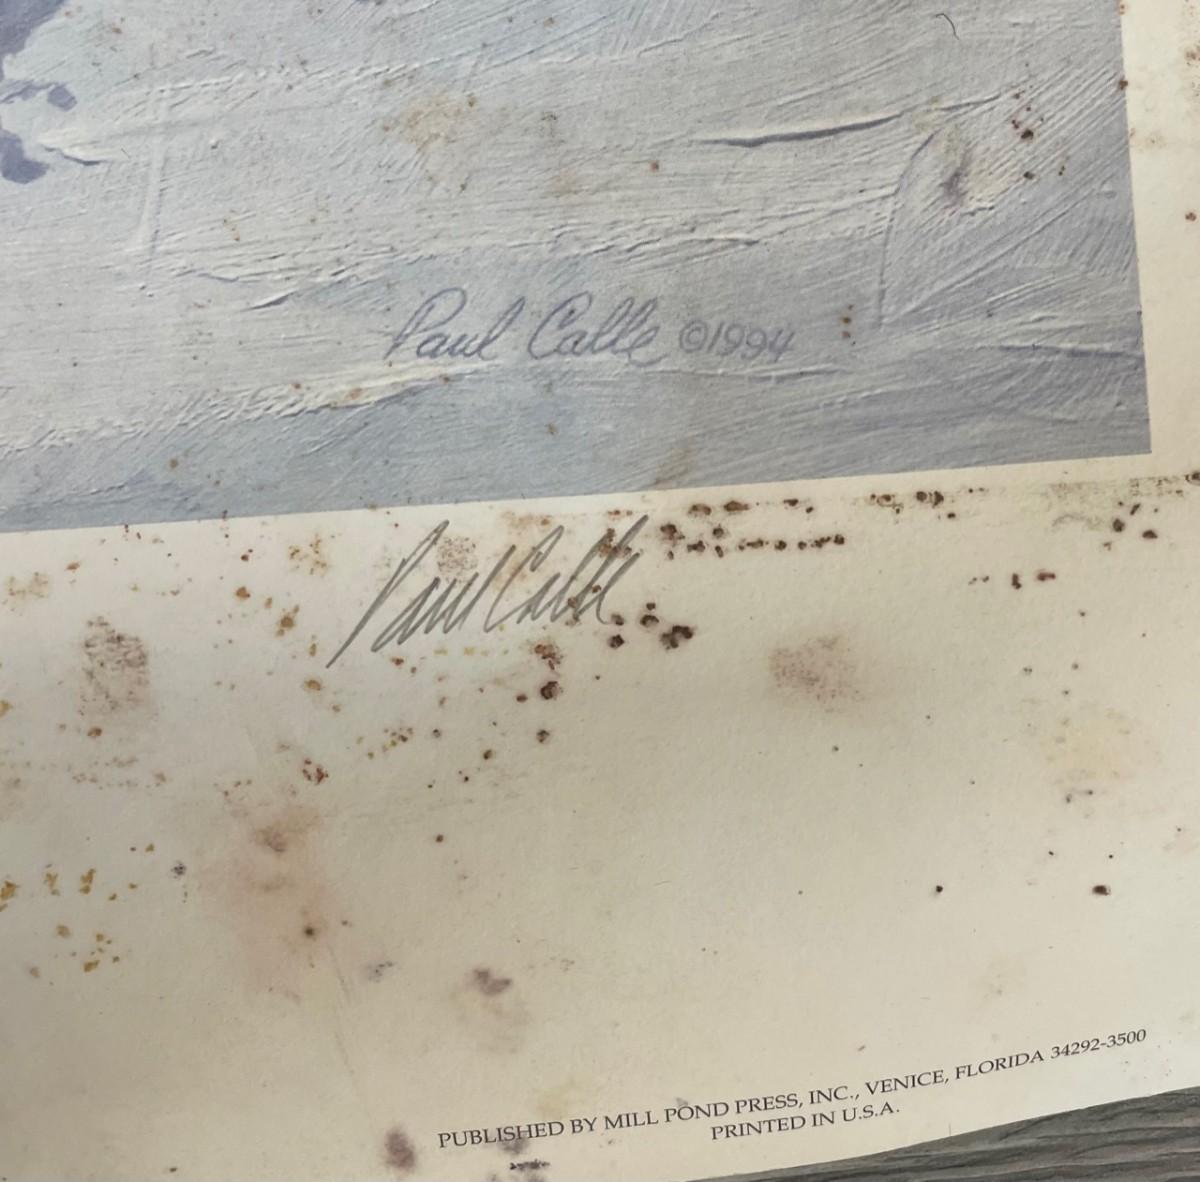 Paul Calle ©1994
Paul Calle
PUBLISHED BY MILL POND PRESS, INC., VENICE, FLORIDA 34292-3500
PRINTED IN U.S.A.